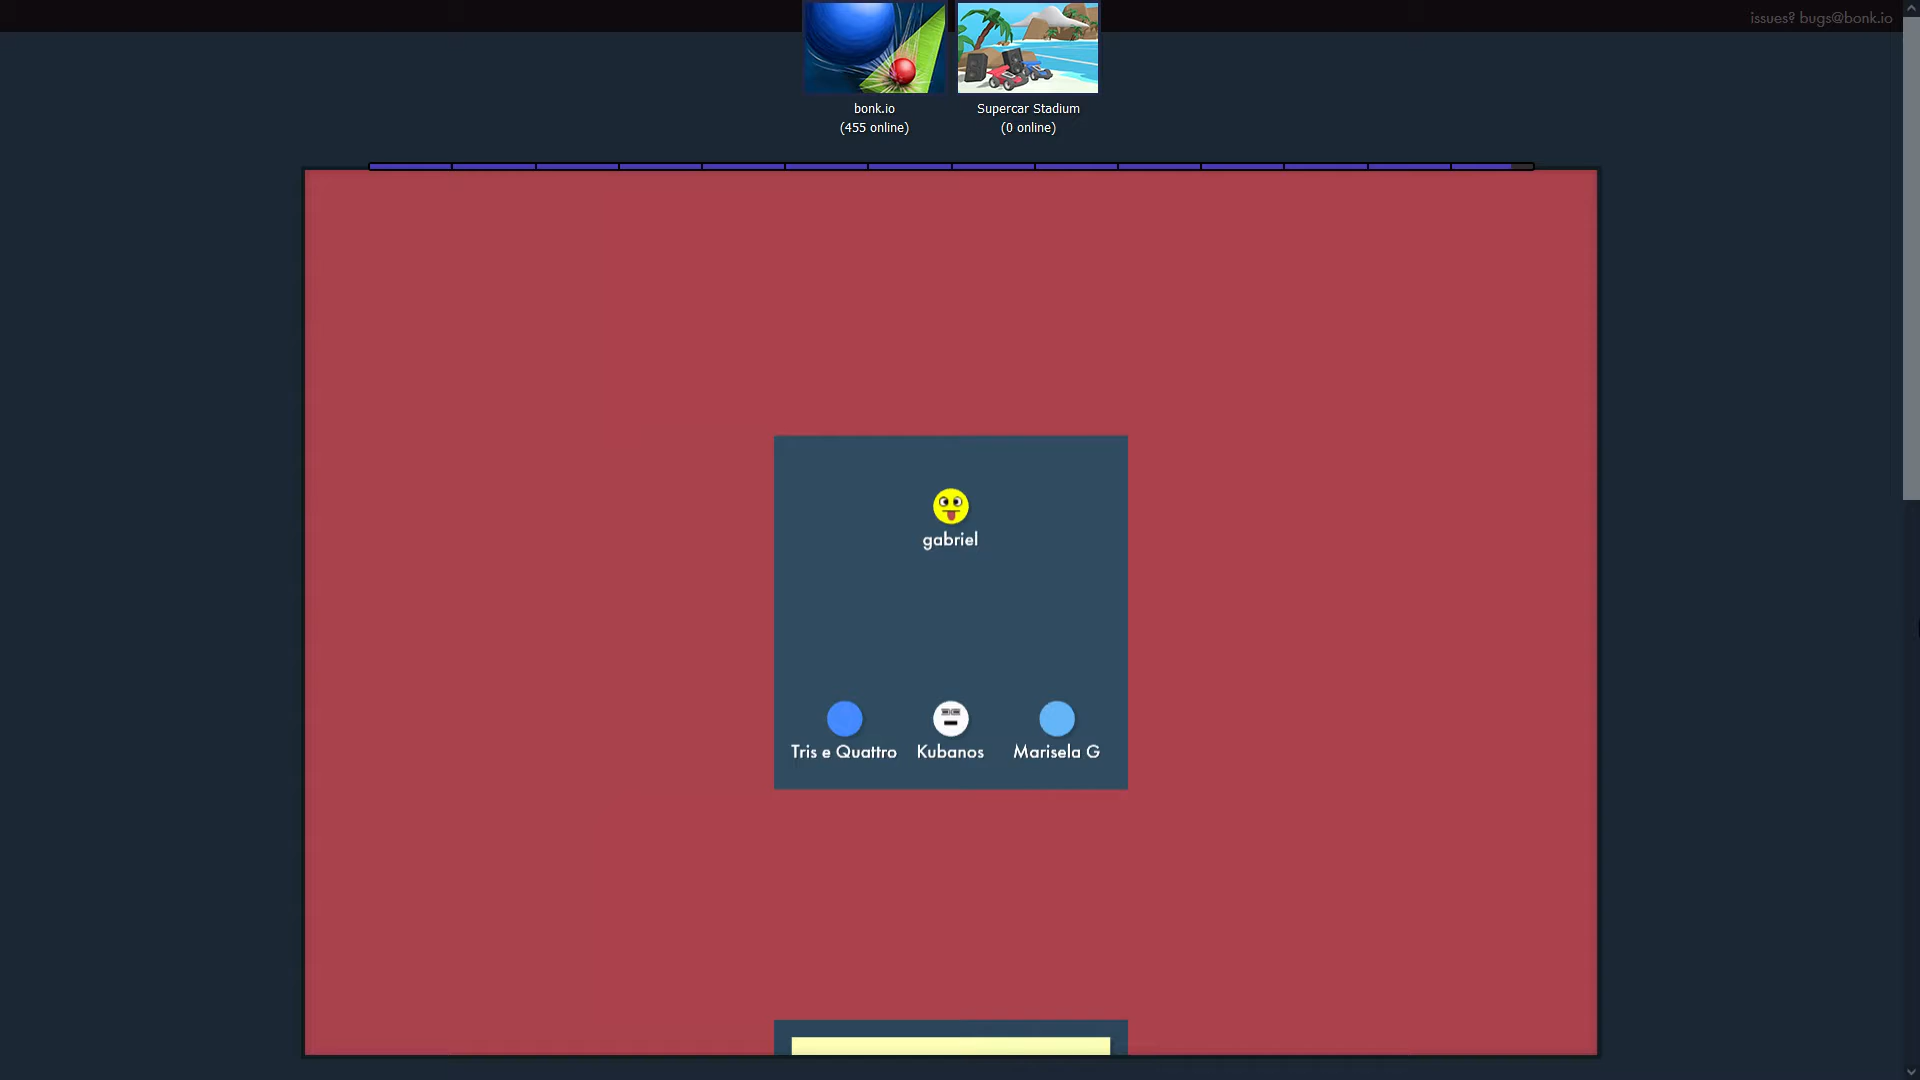 issues? bugs@bonk.io
bonk.io
(455 online)
Supercar Stadium
(0 online)
gabriel
Tris e Quattro
Kubanos
Marisela G